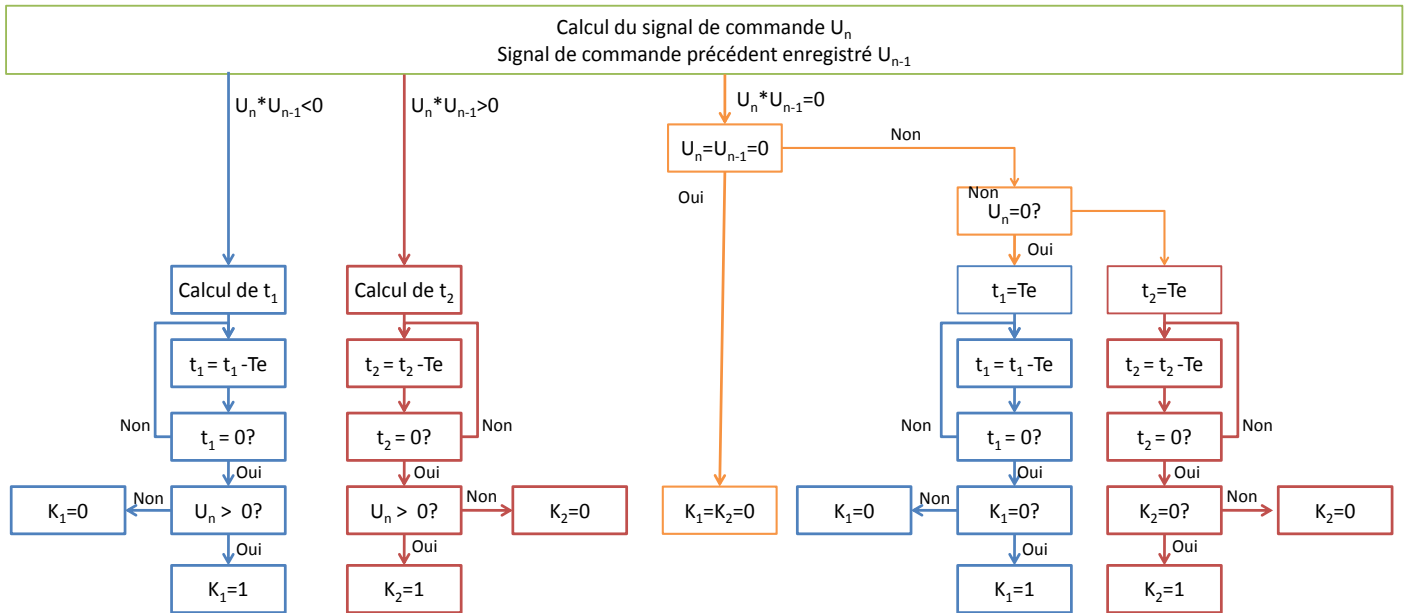 Calcul du signal de commande Uₙ
Signal de commande précédent enregistré Uₙ₋₁
Uₙ*Uₙ₋₁<0
Uₙ*Uₙ₋₁>0
Uₙ*Uₙ₋₁=0
Uₙ=Uₙ₋₁=0
Non
Oui
Non
Uₙ=0?
Oui
Calcul de t₁
Calcul de t₂
t₁=Te
t₂=Te
t₁ = t₁ -Te
t₂ = t₂ -Te
t₁ = t₁ -Te
t₂ = t₂ -Te
Non
t₁ = 0?
t₂ = 0?
Non
Non
t₁ = 0?
t₂ = 0?
Non
Oui
Oui
Oui
Oui
K₁=0
Non
Uₙ > 0?
Uₙ > 0?
Non
K₂=0
K₁=K₂=0
K₁=0
Non
K₁=0?
K₂=0?
Non
K₂=0
Oui
Oui
Oui
Oui
K₁=1
K₂=1
K₁=1
K₂=1